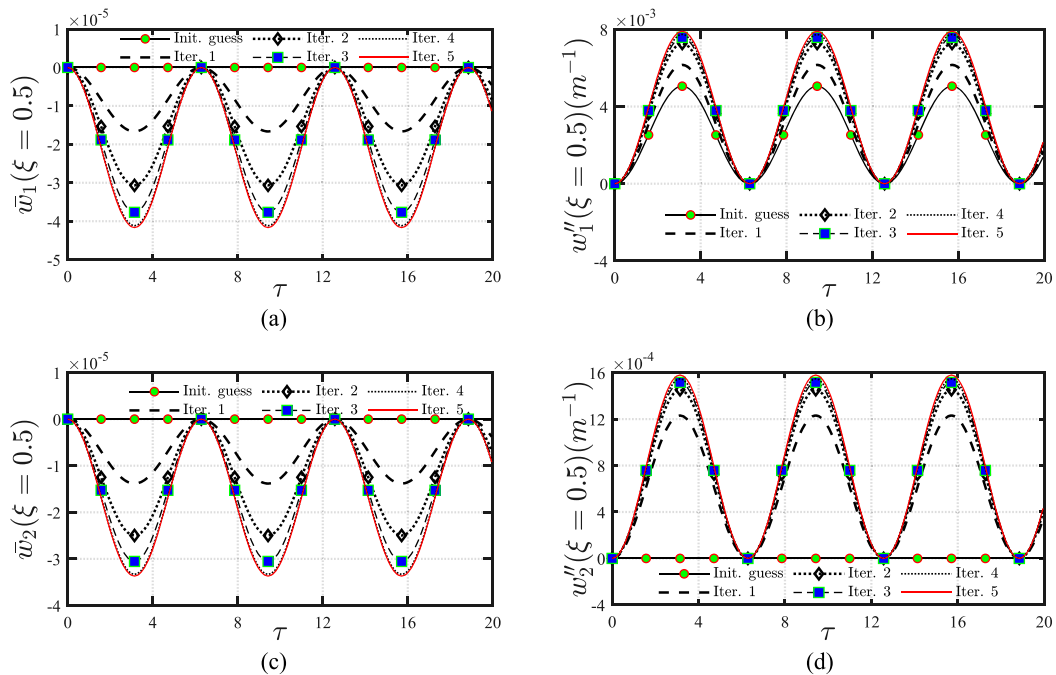 ×10⁻⁵
1
0
-1
-2
-3
-4
-5
Init. guess Iter. 2 Iter. 4
Iter. 1 Iter. 3 Iter. 5
w̄₁(ξ = 0.5)
0 4 8 12 16 20
τ
(a)
×10⁻³
8
4
0
-4
Init. guess Iter. 2 Iter. 4
Iter. 1 Iter. 3 Iter. 5
w₁″(ξ = 0.5)(m⁻¹)
0 4 8 12 16 20
τ
(b)
×10⁻⁵
1
0
-1
-2
-3
-4
Init. guess Iter. 2 Iter. 4
Iter. 1 Iter. 3 Iter. 5
w̄₂(ξ = 0.5)
0 4 8 12 16 20
τ
(c)
×10⁻⁴
16
12
8
4
0
-4
Init. guess Iter. 2 Iter. 4
Iter. 1 Iter. 3 Iter. 5
w₂″(ξ = 0.5)(m⁻¹)
0 4 8 12 16 20
τ
(d)